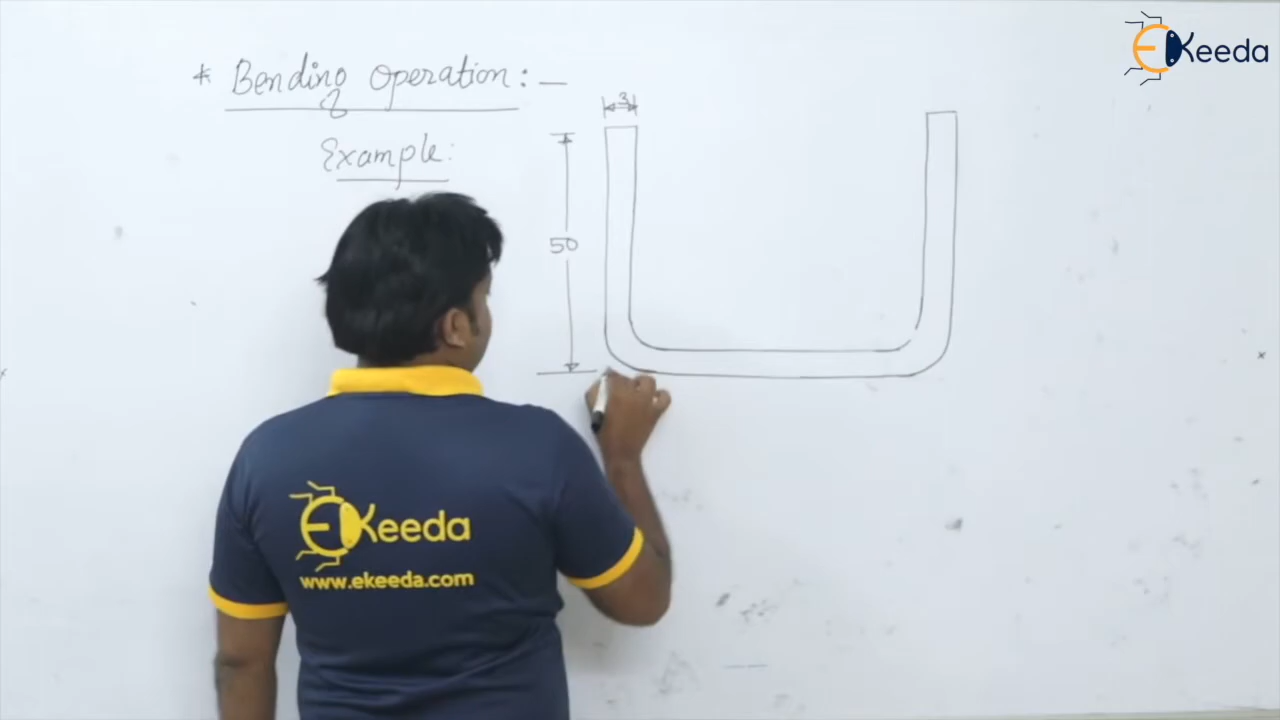 * Bending Operation: —
Example:
3
50
EKeeda
EKeeda
www.ekeeda.com